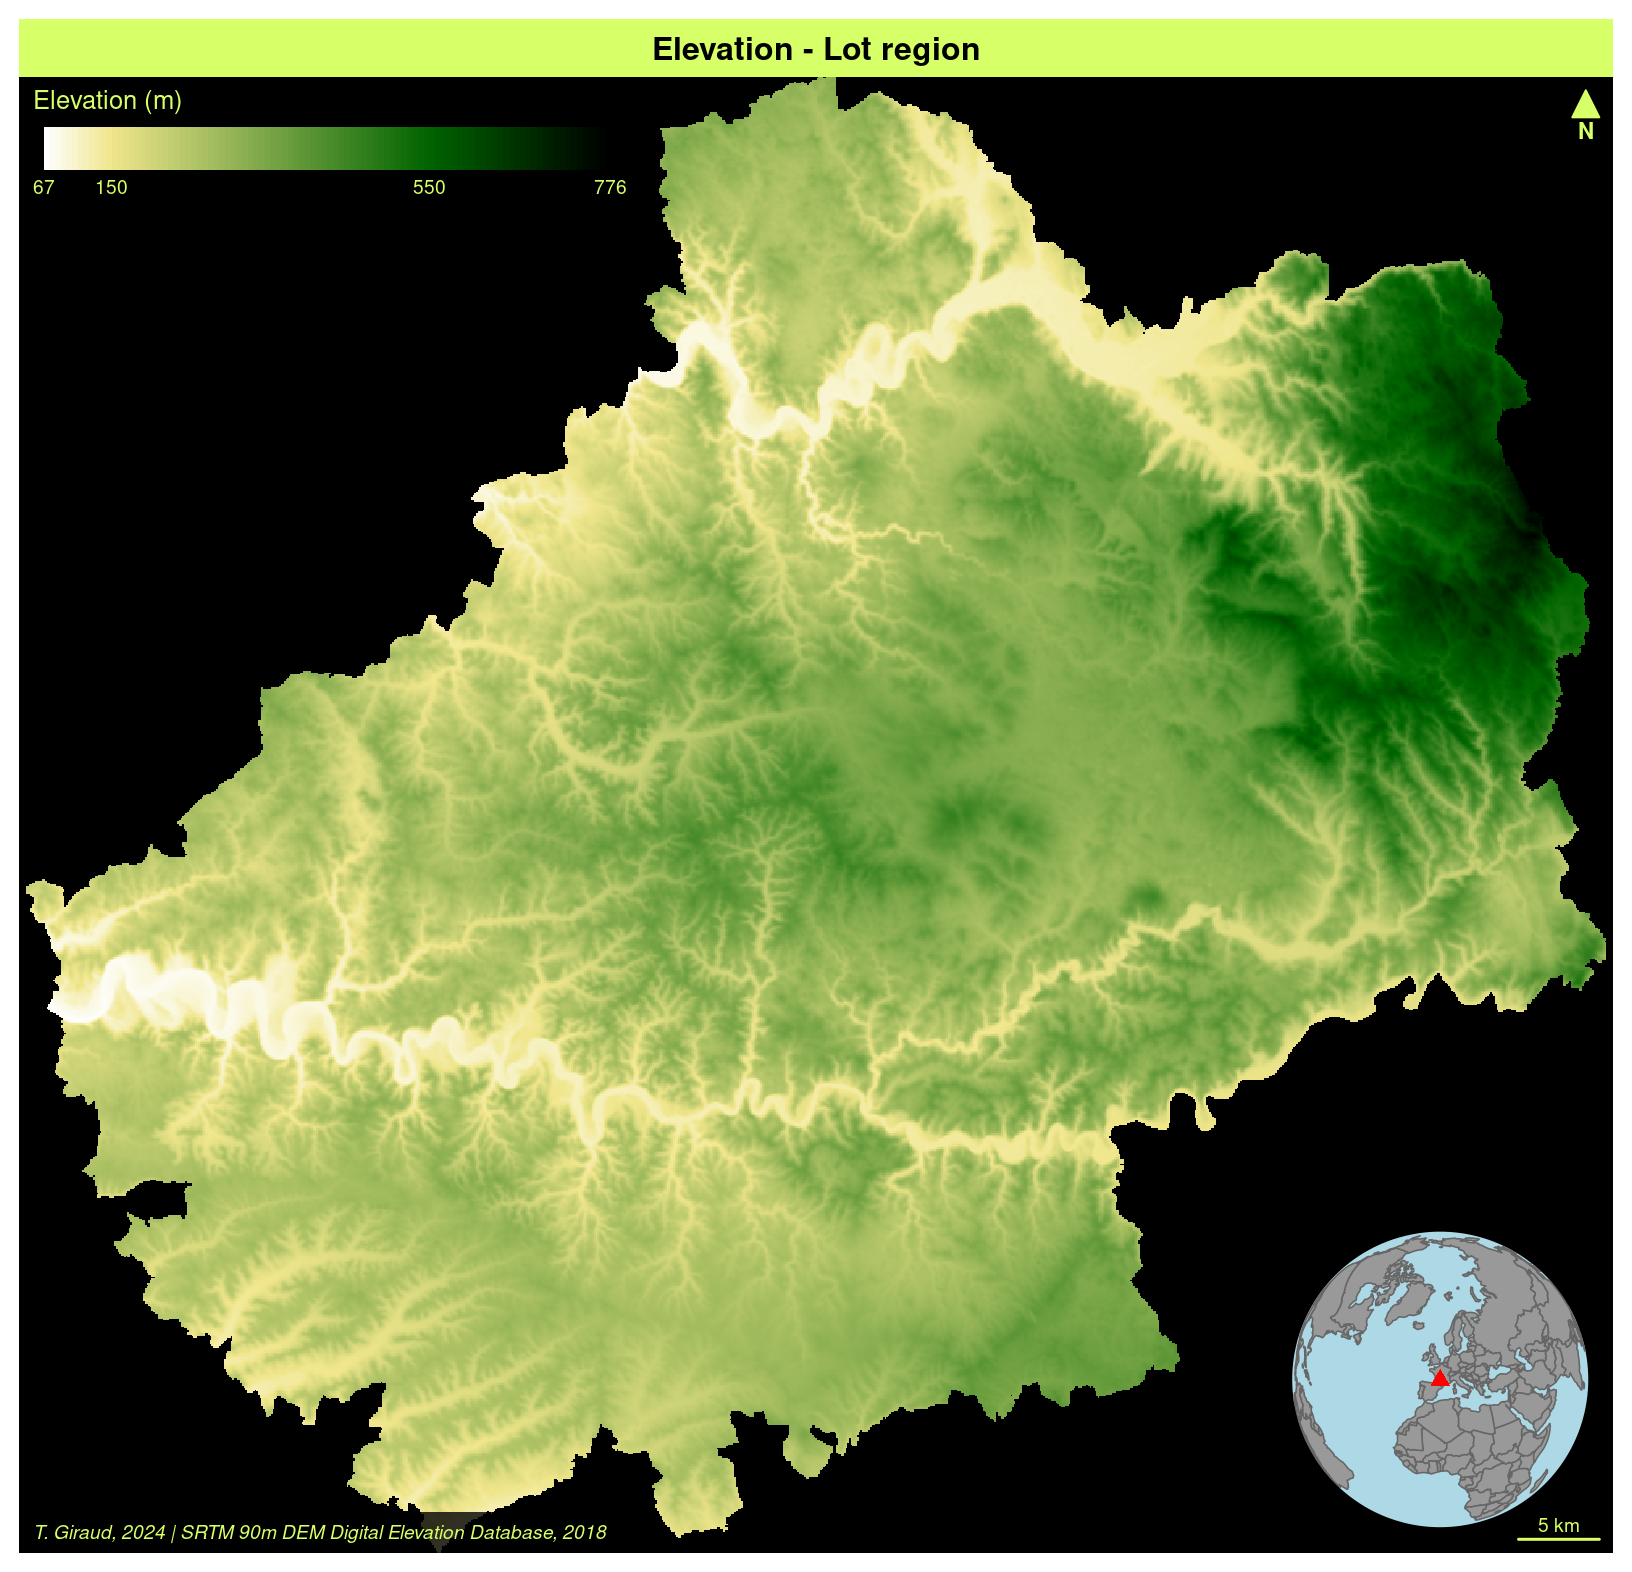 Elevation - Lot region
Elevation (m)
67 150 550 776
N
5 km
T. Giraud, 2024 | SRTM 90m DEM Digital Elevation Database, 2018